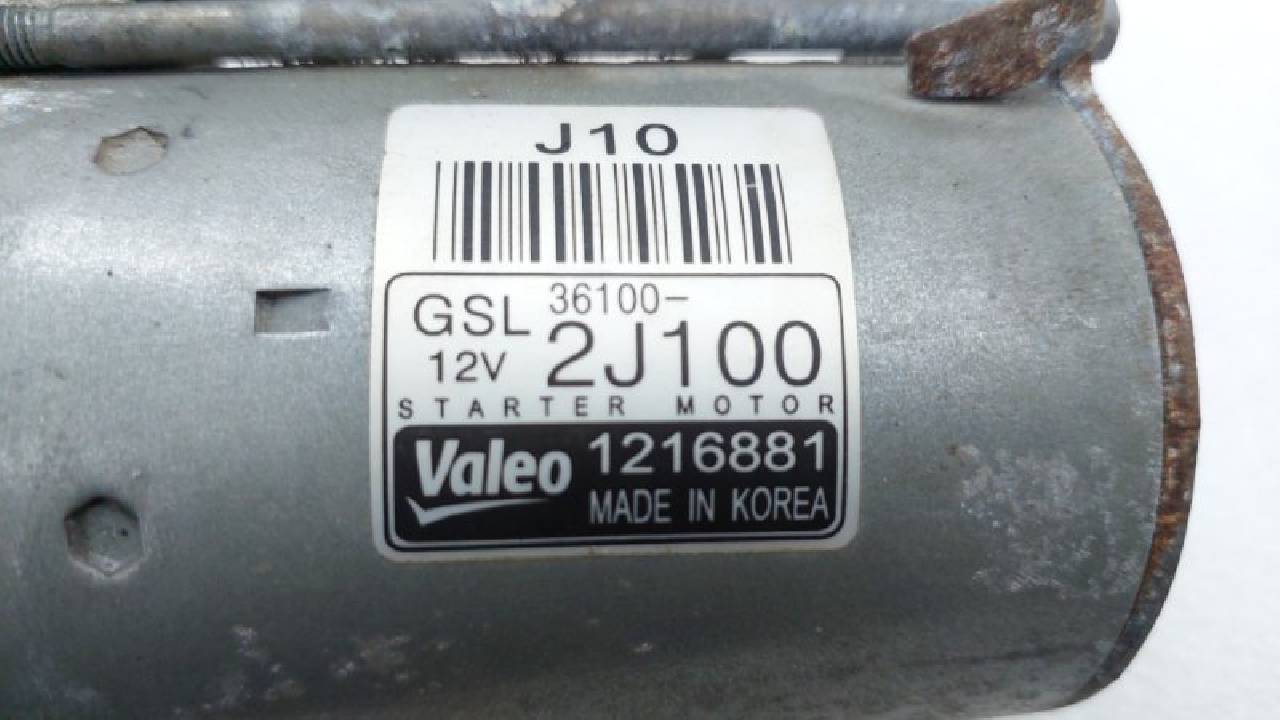 J10
GSL 36100-
12V 2J100
STARTER MOTOR
Valeo 1216881
MADE IN KOREA